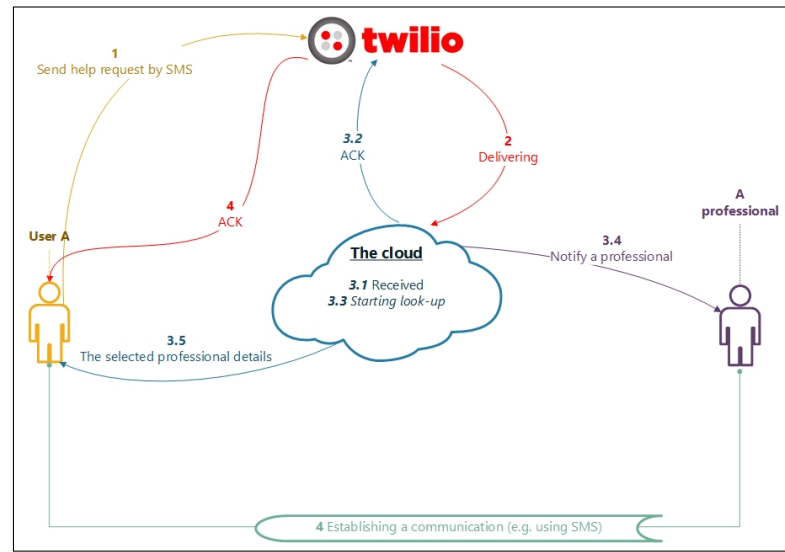 twilio
1
Send help request by SMS
3.2
ACK
2
Delivering
4
ACK
User A
A
professional
The cloud
3.1 Received
3.3 Starting look-up
3.4
Notify a professional
3.5
The selected professional details
4 Establishing a communication (e.g. using SMS)